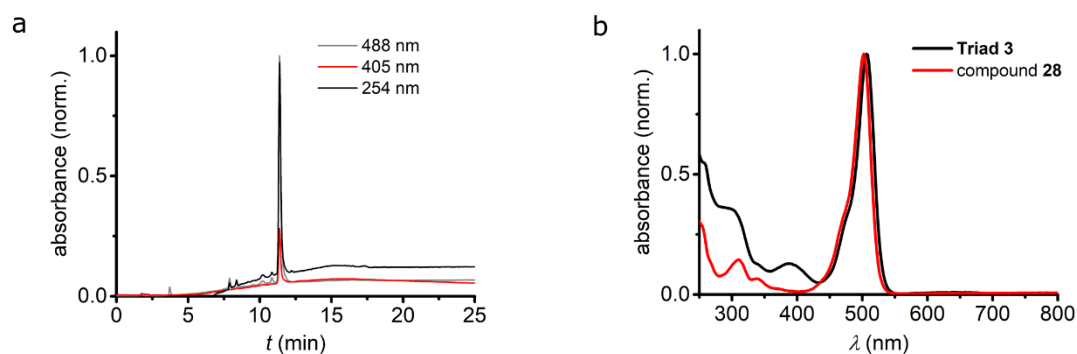 a
488 nm
405 nm
254 nm
absorbance (norm.)
1.0
0.5
0.0
0 5 10 15 20 25
t (min)
b
Triad 3
compound 28
absorbance (norm.)
1.0
0.5
0.0
300 400 500 600 700 800
λ (nm)